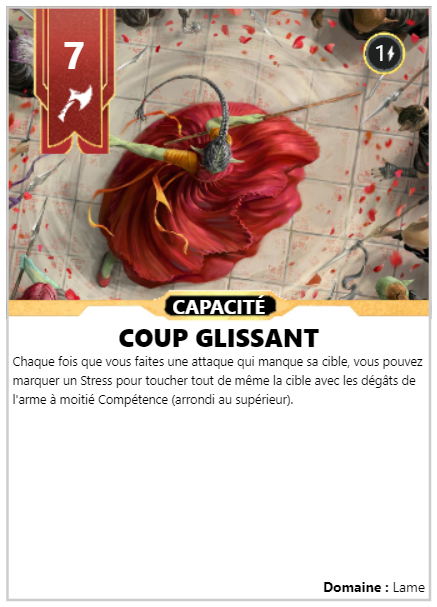 7
1
CAPACITÉ
COUP GLISSANT
Chaque fois que vous faites une attaque qui manque sa cible, vous pouvez
marquer un Stress pour toucher tout de même la cible avec les dégâts de
l'arme à moitié Compétence (arrondi au supérieur).
Domaine : Lame